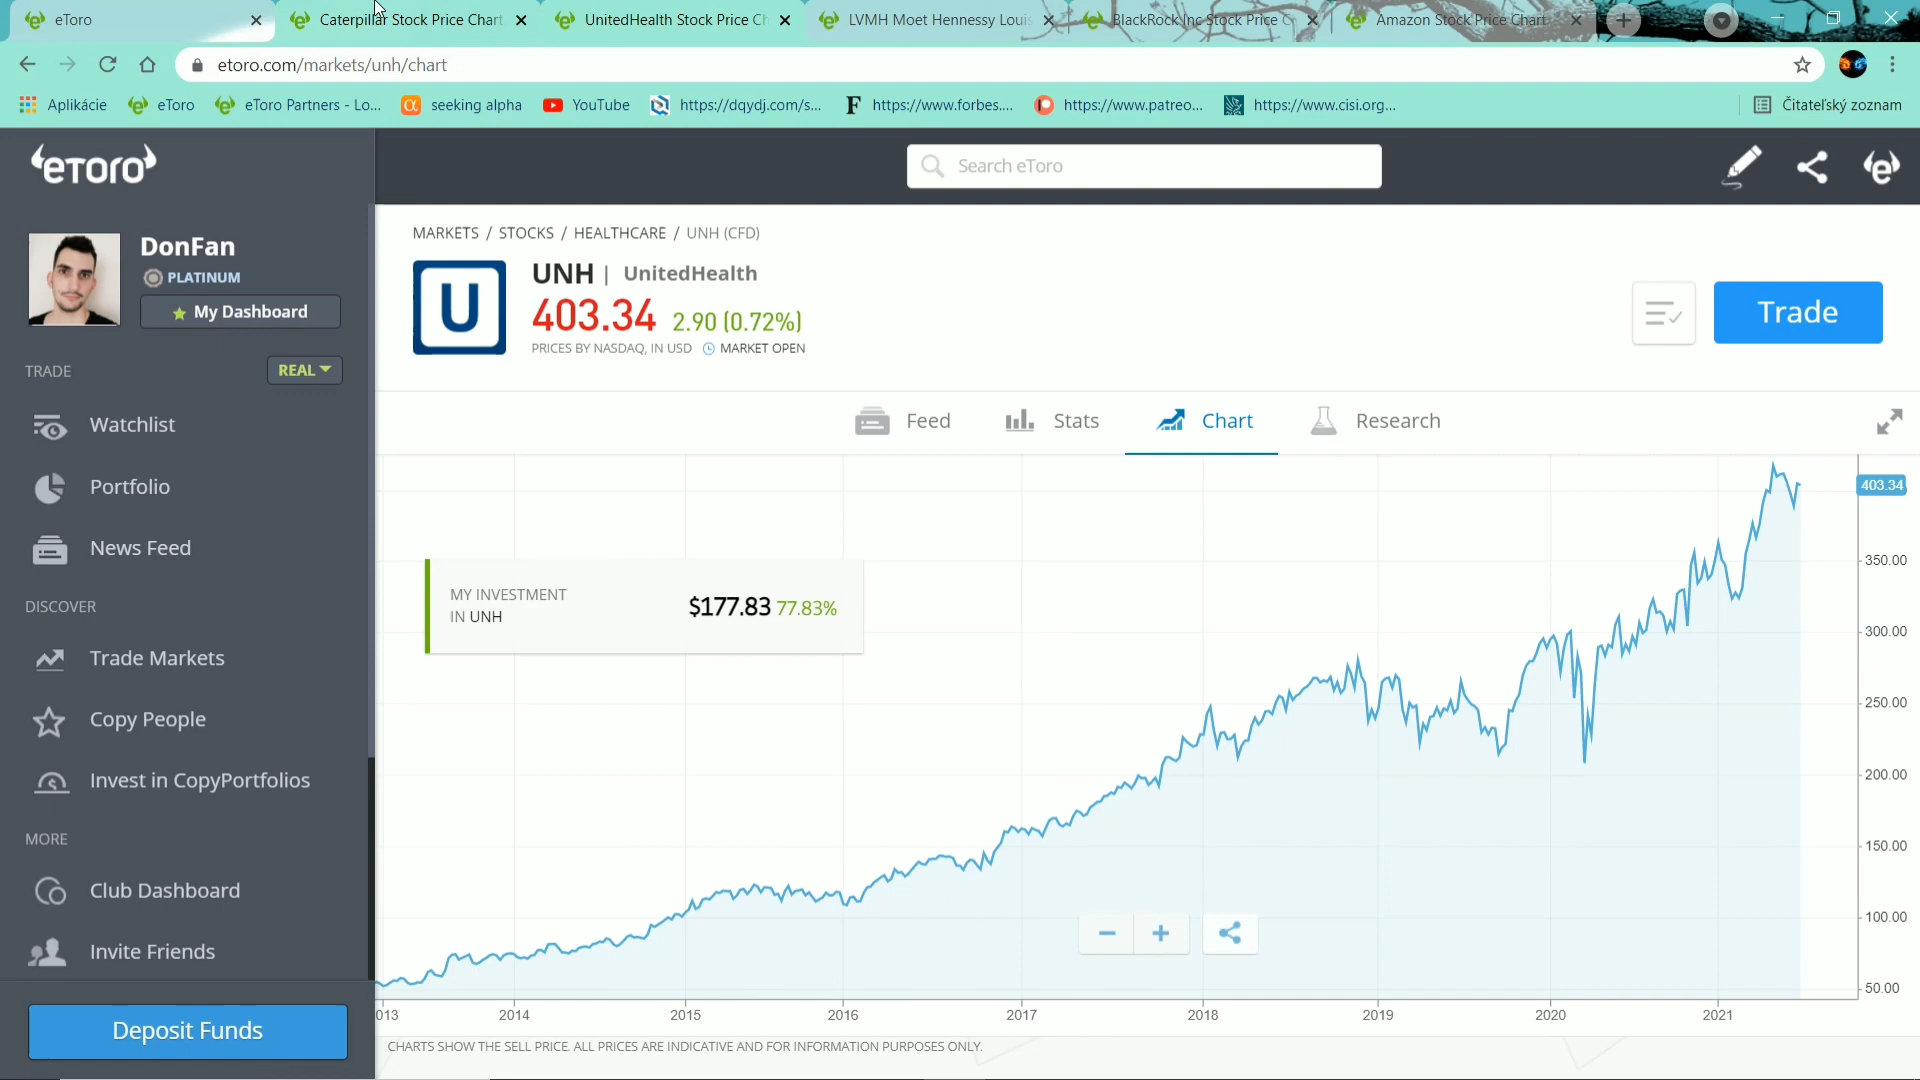 eToro
Caterpillar Stock Price Chart
UnitedHealth Stock Price Ch
LVMH Moet Hennessy Louis
BlackRock Inc Stock Price C
Amazon Stock Price Chart
etoro.com/markets/unh/chart
Aplikácie
eToro
eToro Partners - Lo...
seeking alpha
YouTube
https://dqydj.com/s...
https://www.forbes....
https://www.patreo...
https://www.cisi.org...
Čitateľský zoznam
eToro
Search eToro
DonFan
PLATINUM
My Dashboard
TRADE
REAL
Watchlist
Portfolio
News Feed
DISCOVER
Trade Markets
Copy People
Invest in CopyPortfolios
MORE
Club Dashboard
Invite Friends
Deposit Funds
MARKETS / STOCKS / HEALTHCARE / UNH (CFD)
U
UNH | UnitedHealth
403.34 2.90 (0.72%)
PRICES BY NASDAQ, IN USD MARKET OPEN
Trade
Feed
Stats
Chart
Research
MY INVESTMENT
IN UNH
$177.83 77.83%
403.34
350.00
300.00
250.00
200.00
150.00
100.00
50.00
013 2014 2015 2016 2017 2018 2019 2020 2021
CHARTS SHOW THE SELL PRICE. ALL PRICES ARE INDICATIVE AND FOR INFORMATION PURPOSES ONLY.